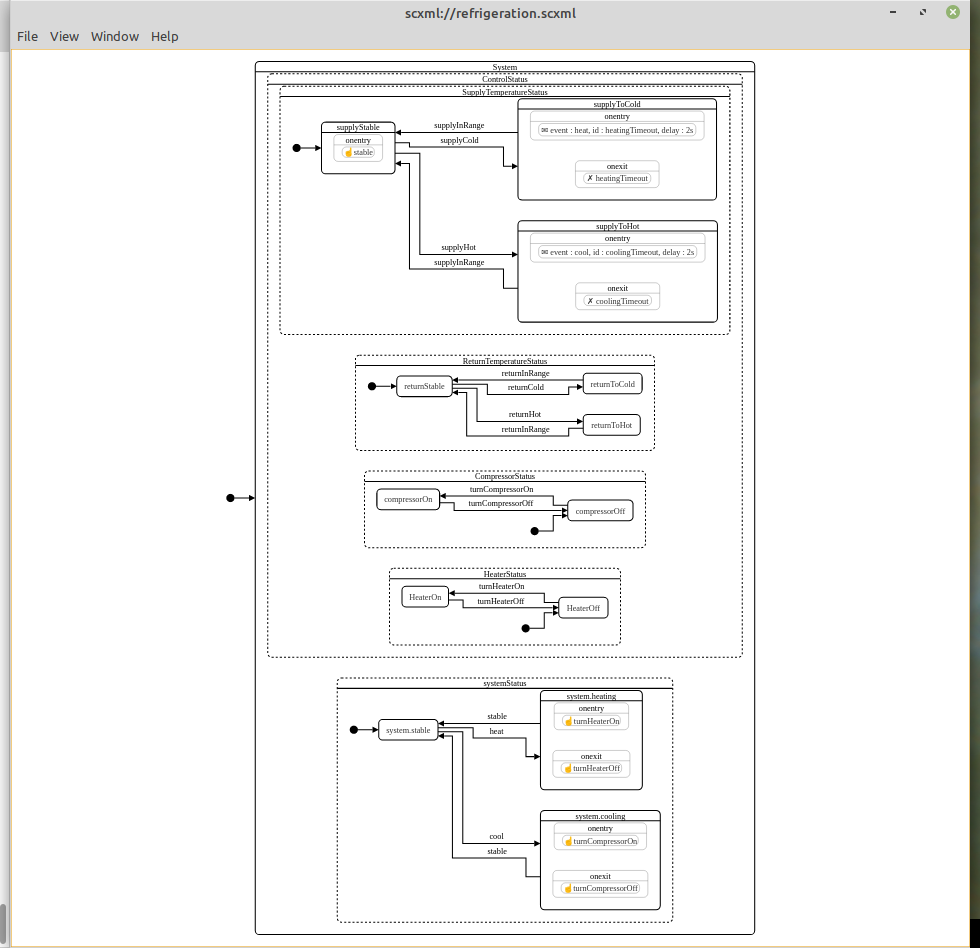 scxml://refrigeration.scxml
File View Window Help
System
ControlStatus
SupplyTemperatureStatus
supplyStable
onentry
☝ stable
supplyInRange
supplyCold
supplyHot
supplyInRange
supplyToCold
onentry
✉ event : heat, id : heatingTimeout, delay : 2s
onexit
✗ heatingTimeout
supplyToHot
onentry
✉ event : cool, id : coolingTimeout, delay : 2s
onexit
✗ coolingTimeout
ReturnTemperatureStatus
returnStable
returnInRange
returnCold
returnHot
returnInRange
returnToCold
returnToHot
CompressorStatus
compressorOn
turnCompressorOn
turnCompressorOff
compressorOff
HeaterStatus
HeaterOn
turnHeaterOn
turnHeaterOff
HeaterOff
systemStatus
system.stable
stable
heat
cool
stable
system.heating
onentry
☝ turnHeaterOn
onexit
☝ turnHeaterOff
system.cooling
onentry
☝ turnCompressorOn
onexit
☝ turnCompressorOff